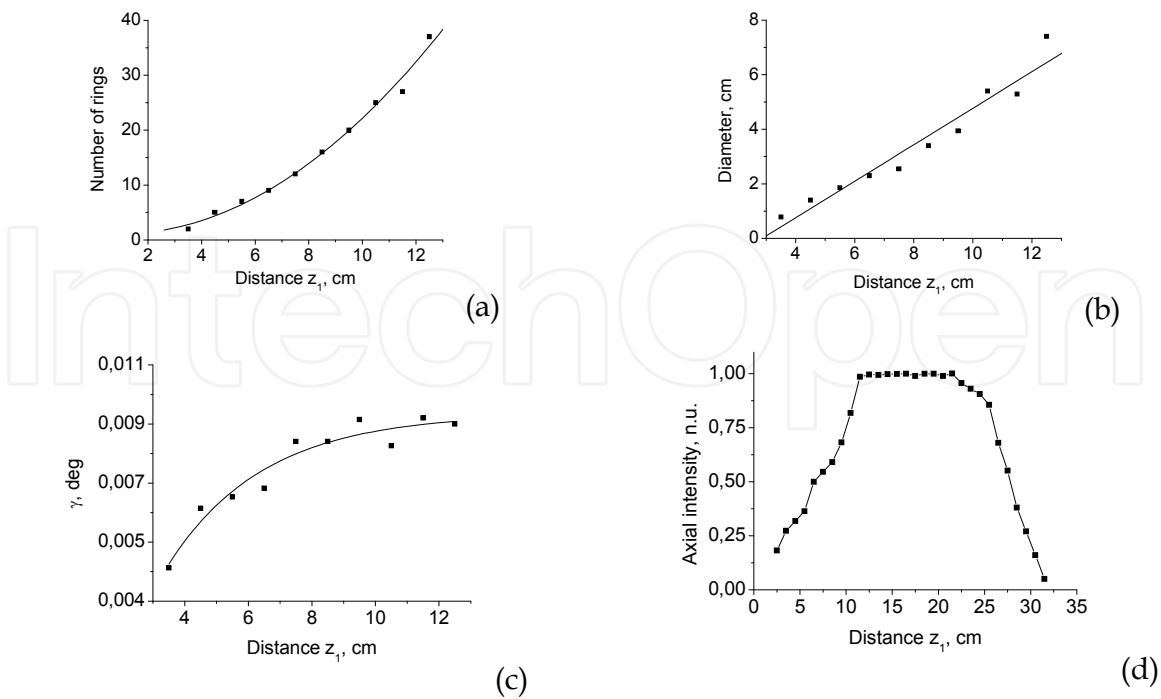 40
30
20
10
0
Number of rings
2 4 6 8 10 12
Distance z₁, cm
(a)
8
6
4
2
0
Diameter, cm
4 6 8 10 12
Distance z₁, cm
(b)
IntechOpen
0,011
0,009
0,007
0,005
0,004
γ, deg
4 6 8 10 12
Distance z₁, cm
(c)
1,00
0,75
0,50
0,25
0,00
Axial intensity, n.u.
0 5 10 15 20 25 30 35
Distance z₁, cm
(d)